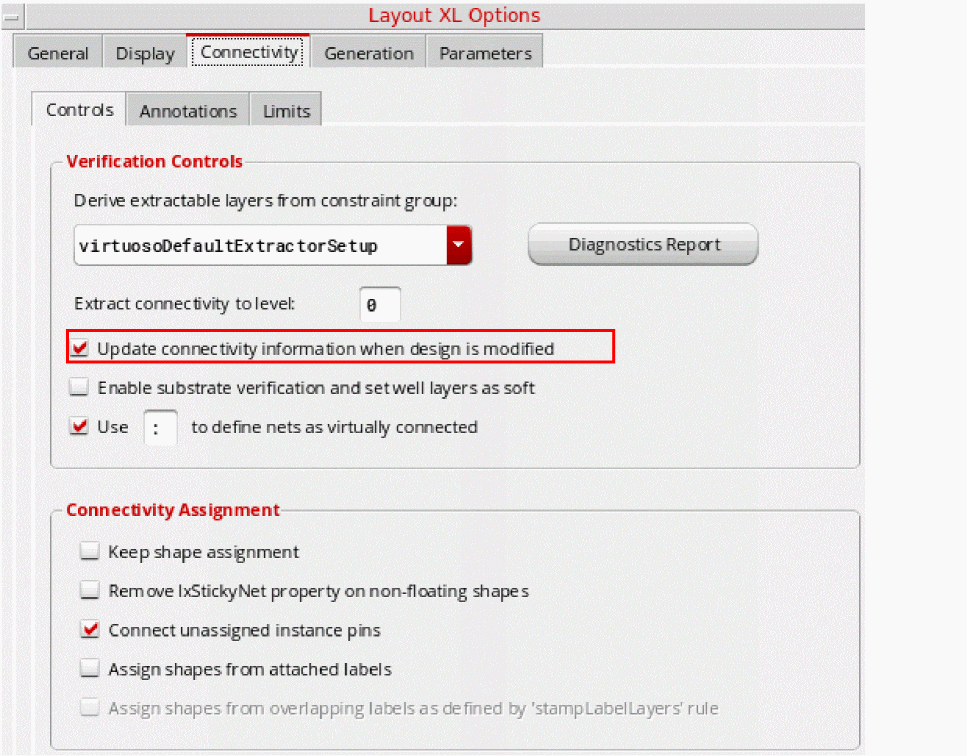 Layout XL Options
General Display Connectivity Generation Parameters
Controls Annotations Limits
Verification Controls
Derive extractable layers from constraint group:
virtuosoDefaultExtractorSetup Diagnostics Report
Extract connectivity to level: 0
Update connectivity information when design is modified
Enable substrate verification and set well layers as soft
Use : to define nets as virtually connected
Connectivity Assignment
Keep shape assignment
Remove lxStickyNet property on non-floating shapes
Connect unassigned instance pins
Assign shapes from attached labels
Assign shapes from overlapping labels as defined by 'stampLabelLayers' rule